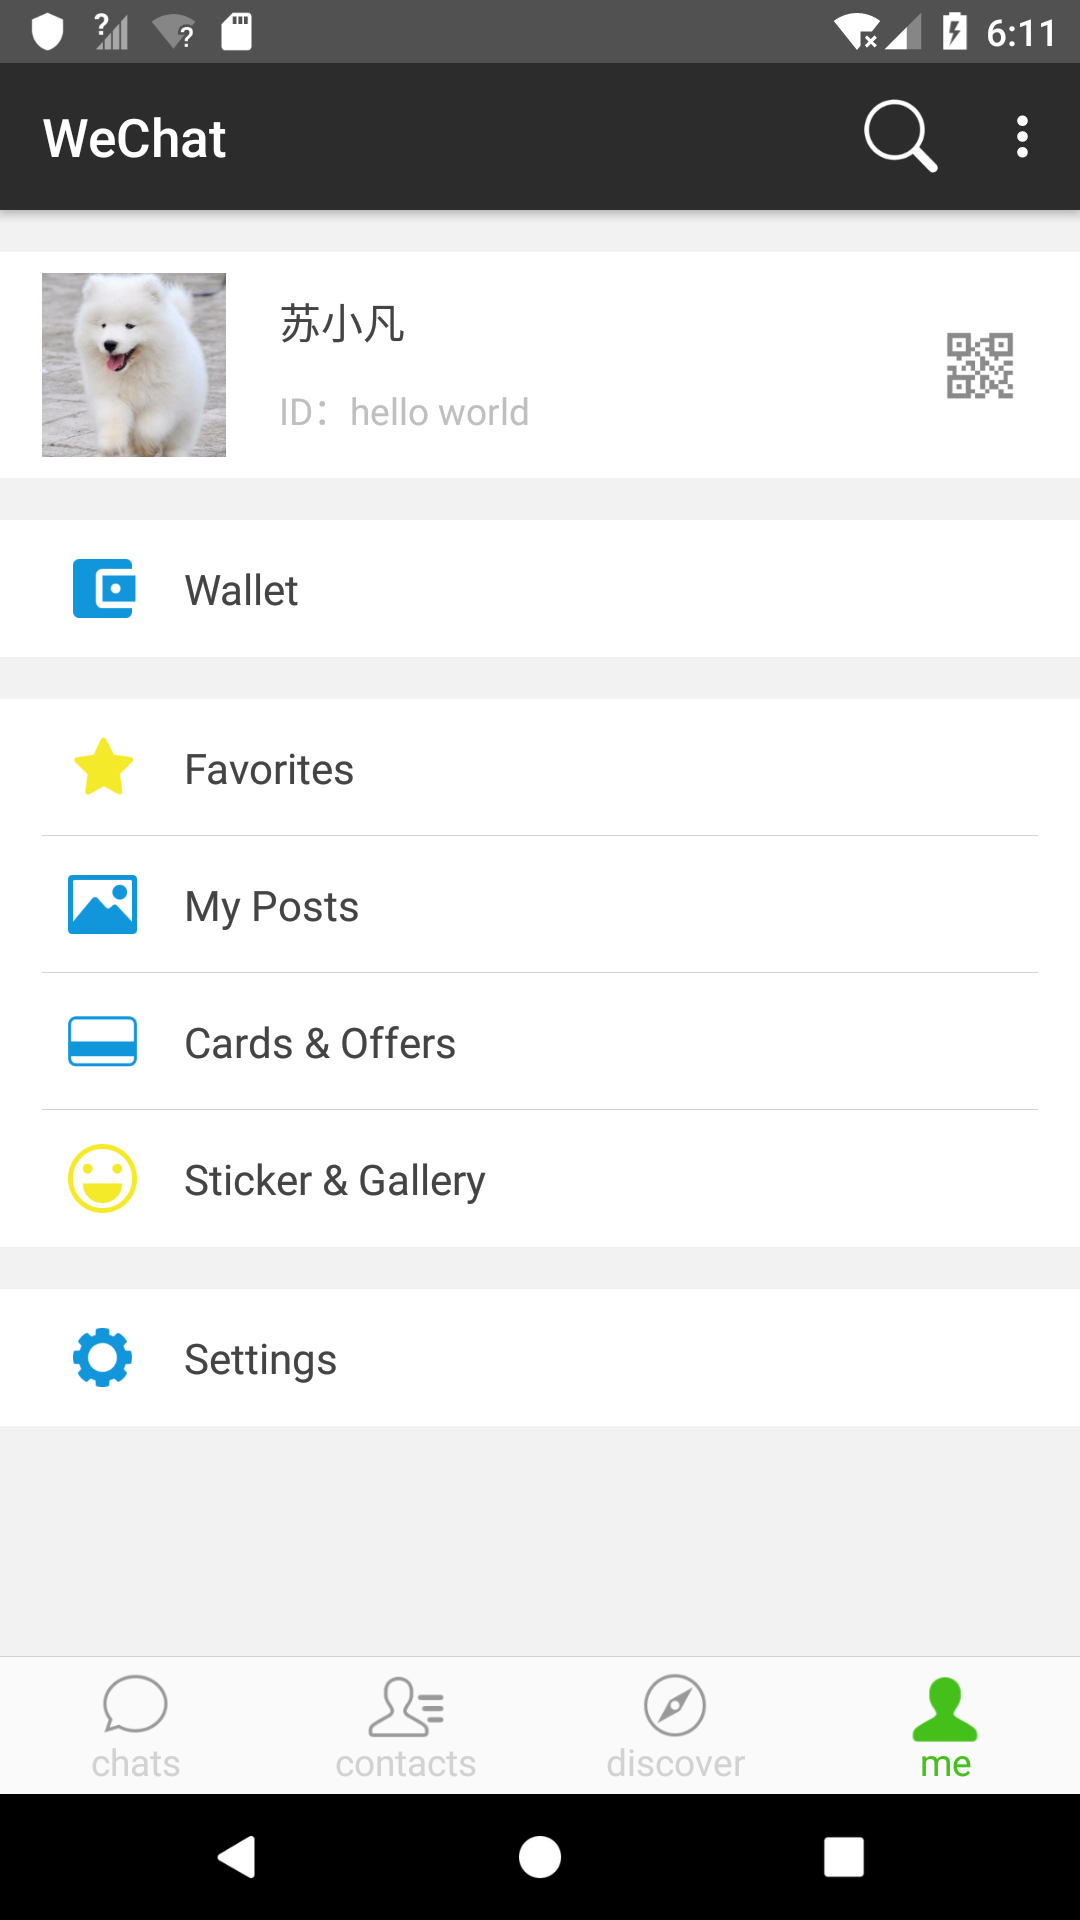 6:11
WeChat
苏小凡
ID：hello world
Wallet
Favorites
My Posts
Cards & Offers
Sticker & Gallery
Settings
chats
contacts
discover
me